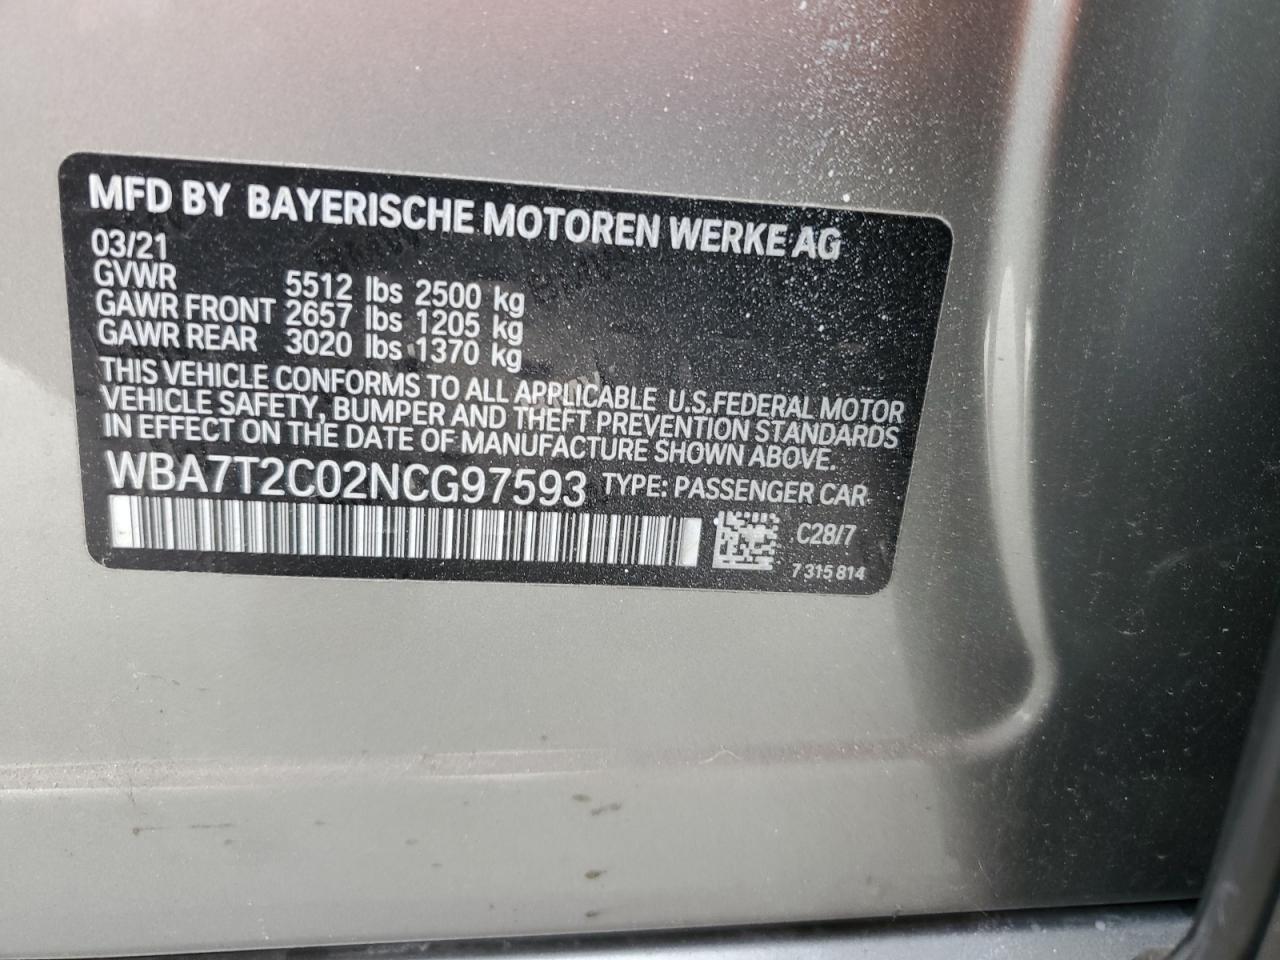 MFD BY BAYERISCHE MOTOREN WERKE AG
03/21
GVWR 5512 lbs 2500 kg
GAWR FRONT 2657 lbs 1205 kg
GAWR REAR 3020 lbs 1370 kg
THIS VEHICLE CONFORMS TO ALL APPLICABLE U.S.FEDERAL MOTOR
VEHICLE SAFETY, BUMPER AND THEFT PREVENTION STANDARDS
IN EFFECT ON THE DATE OF MANUFACTURE SHOWN ABOVE.
WBA7T2C02NCG97593 TYPE: PASSENGER CAR
C28/7
7 315 814